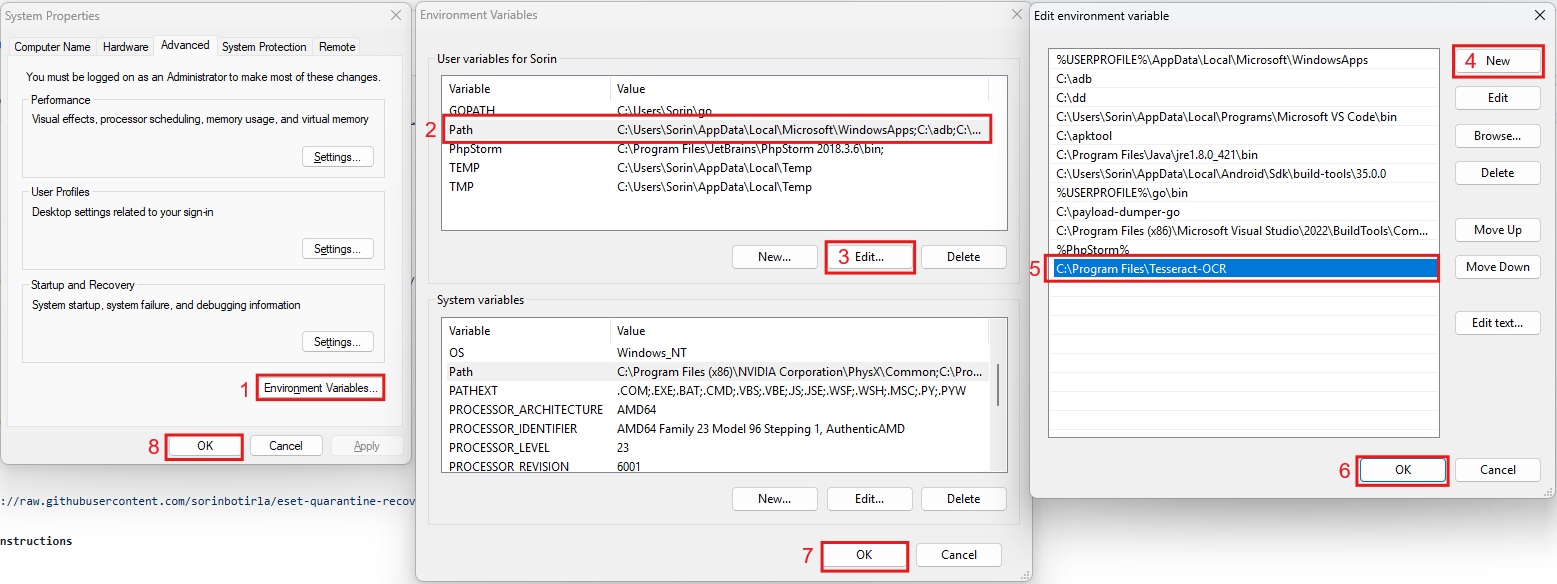 System Properties
Computer Name Hardware Advanced System Protection Remote
You must be logged on as an Administrator to make most of these changes.
Performance
Visual effects, processor scheduling, memory usage, and virtual memory
Settings...
User Profiles
Desktop settings related to your sign-in
Settings...
Startup and Recovery
System startup, system failure, and debugging information
Settings...
1 Environment Variables...
8 OK Cancel Apply
://raw.githubusercontent.com/sorinbotirla/eset-quarantine-recov
nstructions
Environment Variables
User variables for Sorin
Variable Value
GOPATH C:\Users\Sorin\go
2 Path C:\Users\Sorin\AppData\Local\Microsoft\WindowsApps;C:\adb;C:\...
PhpStorm C:\Program Files\JetBrains\PhpStorm 2018.3.6\bin;
TEMP C:\Users\Sorin\AppData\Local\Temp
TMP C:\Users\Sorin\AppData\Local\Temp
New... 3 Edit... Delete
System variables
Variable Value
OS Windows_NT
Path C:\Program Files (x86)\NVIDIA Corporation\PhysX\Common;C:\Pro...
PATHEXT .COM;.EXE;.BAT;.CMD;.VBS;.VBE;.JS;.JSE;.WSF;.WSH;.MSC;.PY;.PYW
PROCESSOR_ARCHITECTURE AMD64
PROCESSOR_IDENTIFIER AMD64 Family 23 Model 96 Stepping 1, AuthenticAMD
PROCESSOR_LEVEL 23
PROCESSOR_REVISION 6001
New... Edit... Delete
7 OK Cancel
Edit environment variable
%USERPROFILE%\AppData\Local\Microsoft\WindowsApps
C:\adb
C:\dd
C:\Users\Sorin\AppData\Local\Programs\Microsoft VS Code\bin
C:\apktool
C:\Program Files\Java\jre1.8.0_421\bin
C:\Users\Sorin\AppData\Local\Android\Sdk\build-tools\35.0.0
%USERPROFILE%\go\bin
C:\payload-dumper-go
C:\Program Files (x86)\Microsoft Visual Studio\2022\BuildTools\Com...
%PhpStorm%
5 C:\Program Files\Tesseract-OCR
4 New
Edit
Browse...
Delete
Move Up
Move Down
Edit text...
6 OK Cancel